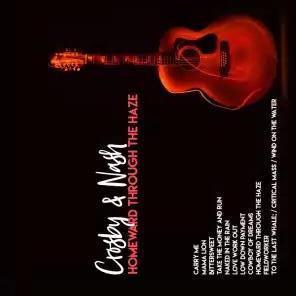 Crosby & Nash
HOMEWARD THROUGH THE HAZE
CARRY ME
MAMA LION
BITTERSWEET
TAKE THE MONEY AND RUN
NAKED IN THE RAIN
LOVE WORK OUT
LOW DOWN PAYMENT
COWBOY OF DREAMS
HOMEWARD THROUGH THE HAZE
FIELDWORKER
TO THE LAST WHALE: / CRITICAL MASS / WIND ON THE WATER